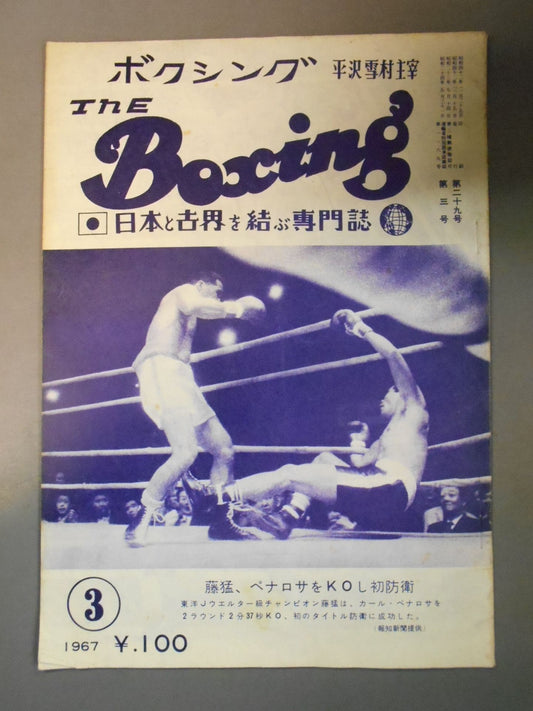 ボクシング 平沢雪村主宰
The
Boxing
日本と世界を結ぶ専門誌
第二十九号
第三号
藤猛、ペナロサをKOし初防衛
東洋Jウエルター級チャンピオン藤猛は、カール・ペナロサを
2ラウンド2分37秒KO、初のタイトル防衛に成功した。
(報知新聞提供)
3
1967 ¥.100